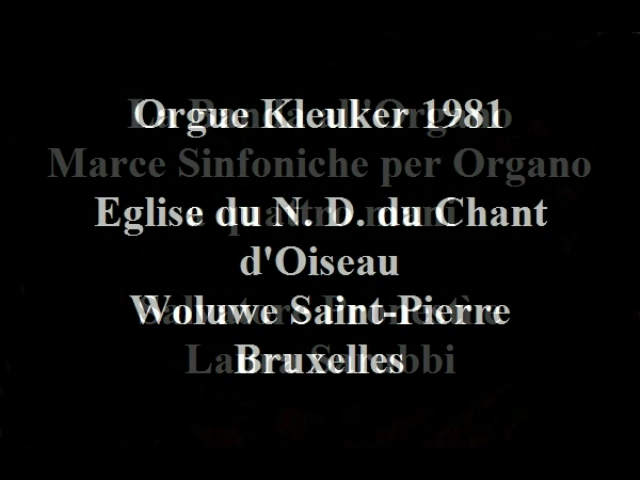 Orgue Kleuker 1981
Marce Sinfoniche per Organo
Eglise du N. D. du Chant
d'Oiseau
Woluwe Saint-Pierre
Bruxelles